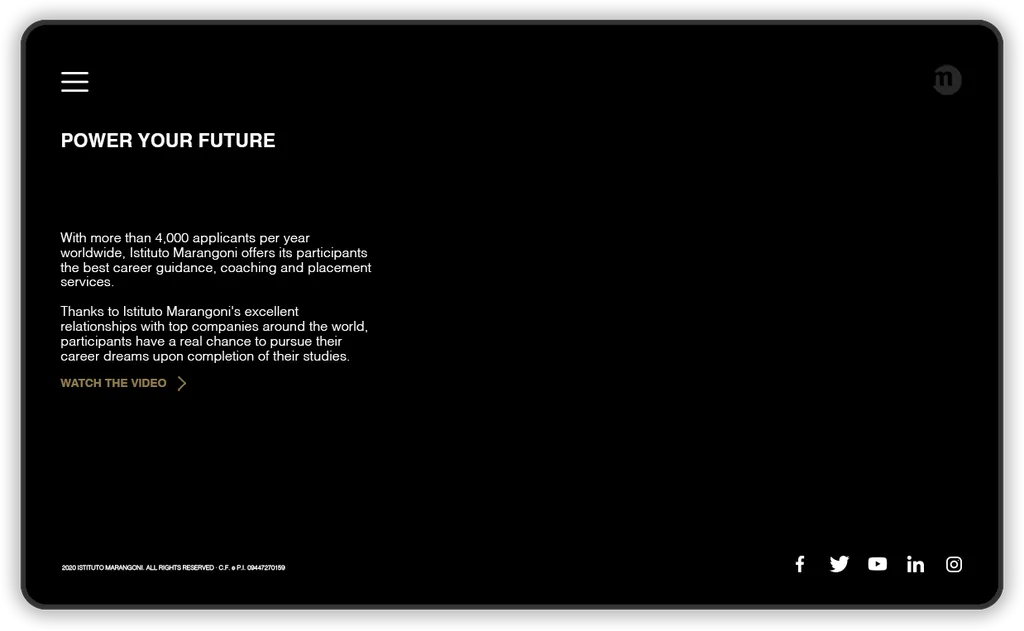 m
POWER YOUR FUTURE
With more than 4,000 applicants per year
worldwide, Istituto Marangoni offers its participants
the best career guidance, coaching and placement
services.
Thanks to Istituto Marangoni's excellent
relationships with top companies around the world,
participants have a real chance to pursue their
career dreams upon completion of their studies.
WATCH THE VIDEO
2020 ISTITUTO MARANGONI. ALL RIGHTS RESERVED · C.F. e P.I. 09447270159